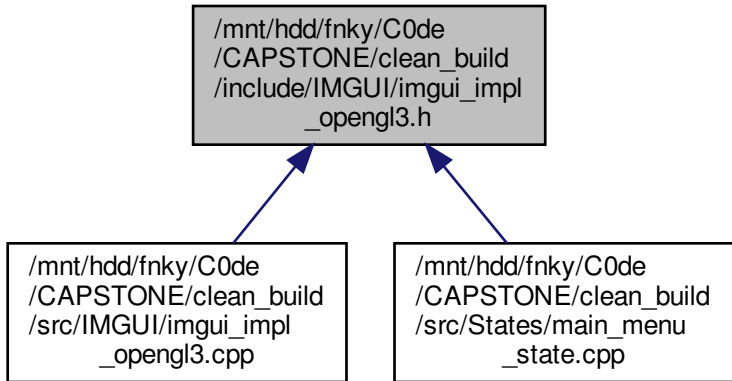 /mnt/hdd/fnky/C0de
/CAPSTONE/clean_build
/include/IMGUI/imgui_impl
_opengl3.h
/mnt/hdd/fnky/C0de
/CAPSTONE/clean_build
/src/IMGUI/imgui_impl
_opengl3.cpp
/mnt/hdd/fnky/C0de
/CAPSTONE/clean_build
/src/States/main_menu
_state.cpp